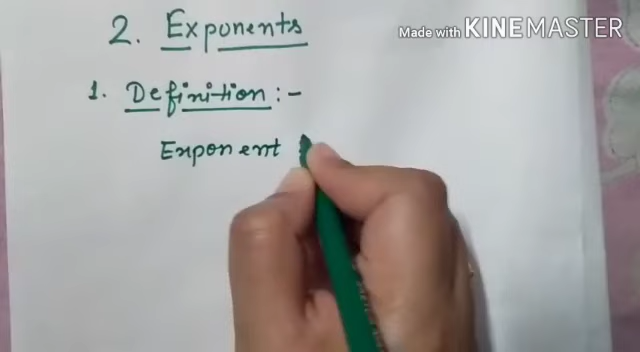 2. Exponents
Made with KINEMASTER
1. Definition :-
Exponent